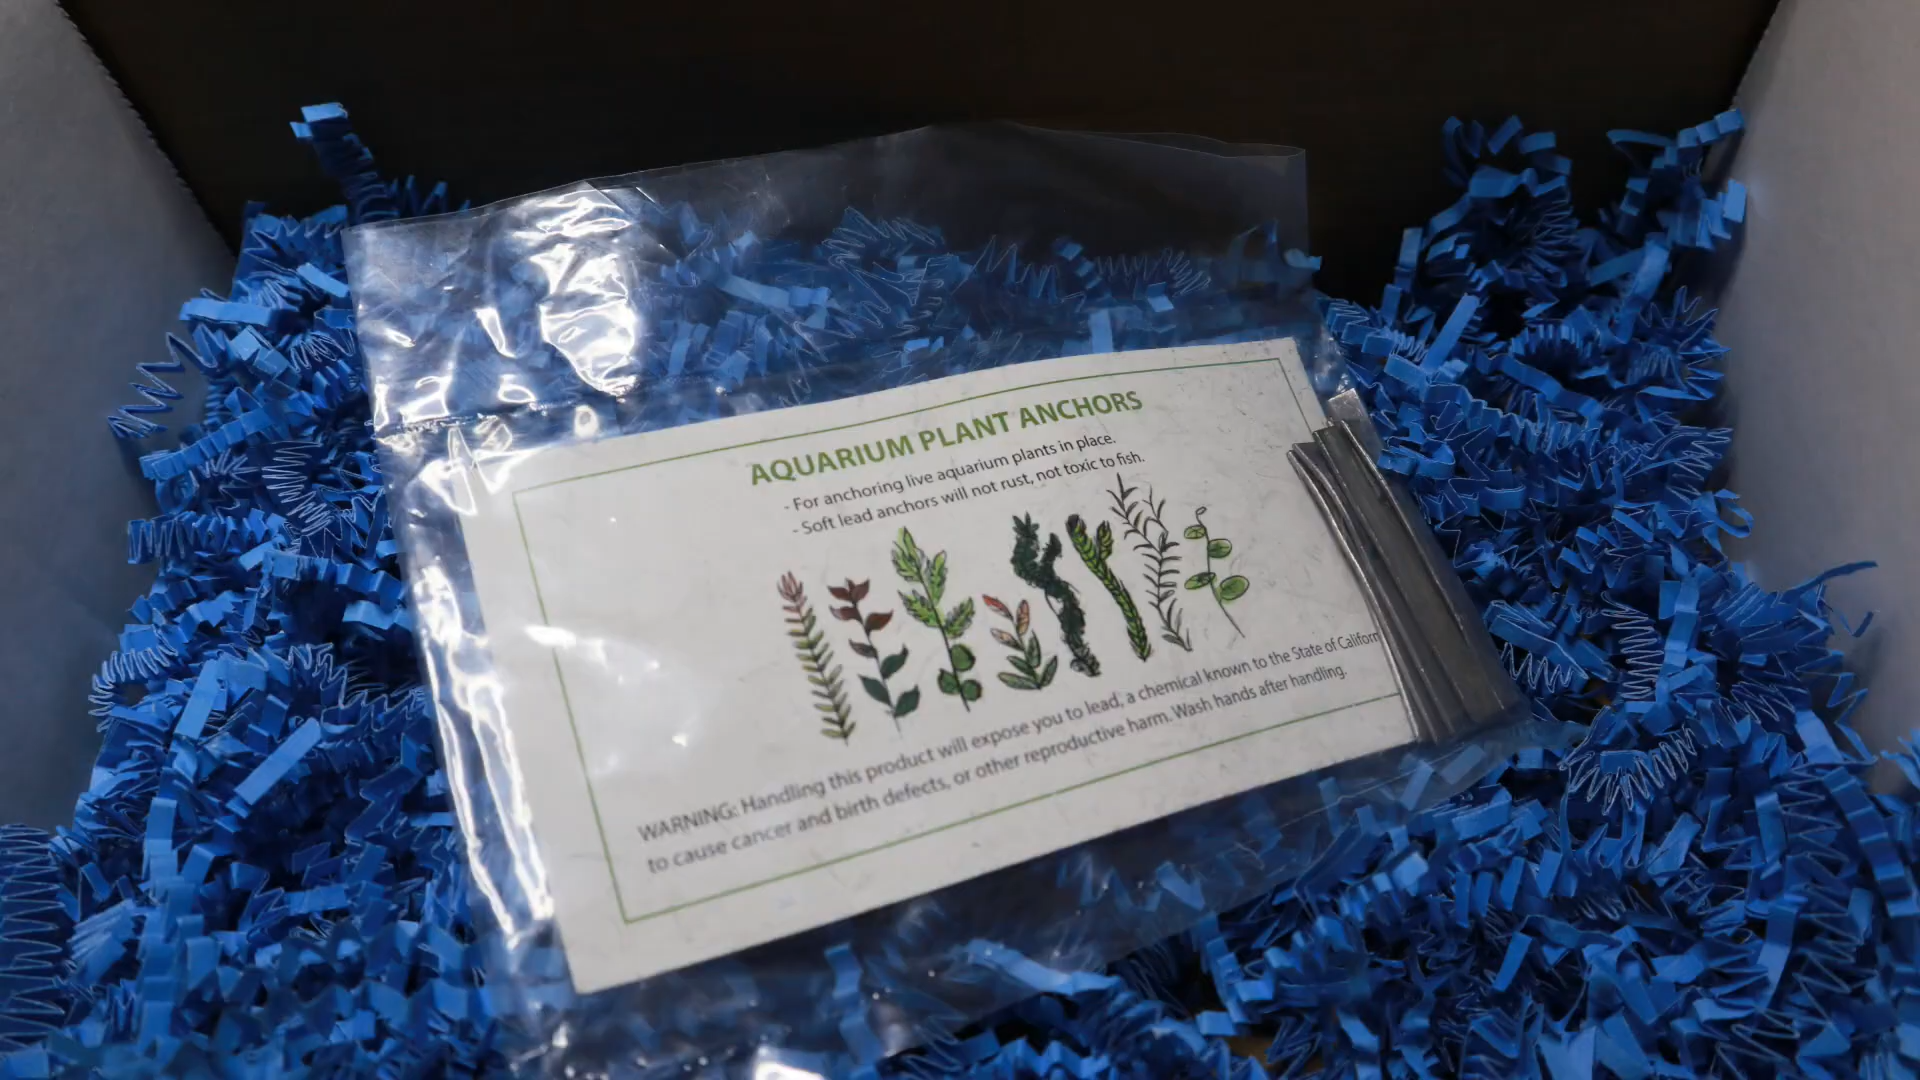 AQUARIUM PLANT ANCHORS
- For anchoring live aquarium plants in place.
- Soft lead anchors will not rust, not toxic to fish.
WARNING: Handling this product will expose you to lead, a chemical known to the State of Californ
to cause cancer and birth defects, or other reproductive harm. Wash hands after handling.